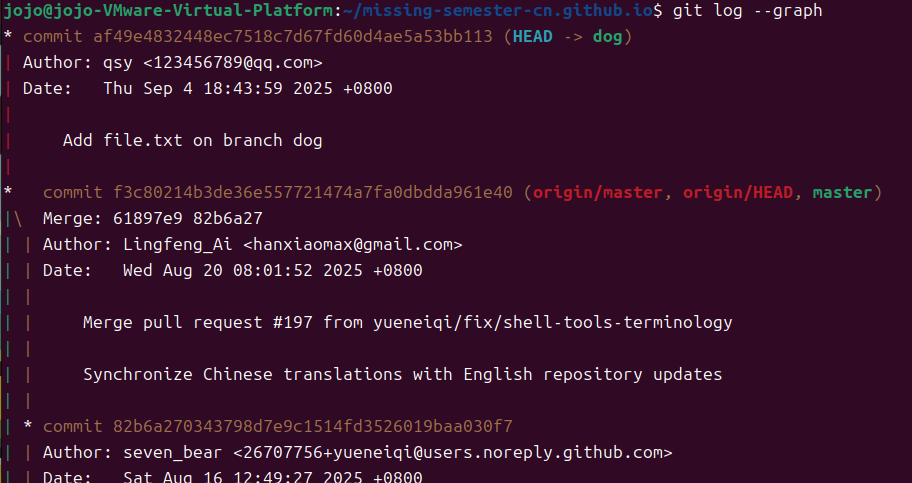 jojo@jojo-VMware-Virtual-Platform:~/missing-semester-cn.github.io$ git log --graph
* commit af49e4832448ec7518c7d67fd60d4ae5a53bb113 (HEAD -> dog)
| Author: qsy <123456789@qq.com>
| Date:   Thu Sep 4 18:43:59 2025 +0800
|
|     Add file.txt on branch dog
|
*   commit f3c80214b3de36e557721474a7fa0dbdda961e40 (origin/master, origin/HEAD, master)
|\  Merge: 61897e9 82b6a27
| | Author: Lingfeng_Ai <hanxiaomax@gmail.com>
| | Date:   Wed Aug 20 08:01:52 2025 +0800
| |
| |     Merge pull request #197 from yueneiqi/fix/shell-tools-terminology
| |
| |     Synchronize Chinese translations with English repository updates
| |
| * commit 82b6a270343798d7e9c1514fd3526019baa030f7
| | Author: seven_bear <26707756+yueneiqi@users.noreply.github.com>
| | Date:   Sat Aug 16 12:49:27 2025 +0800